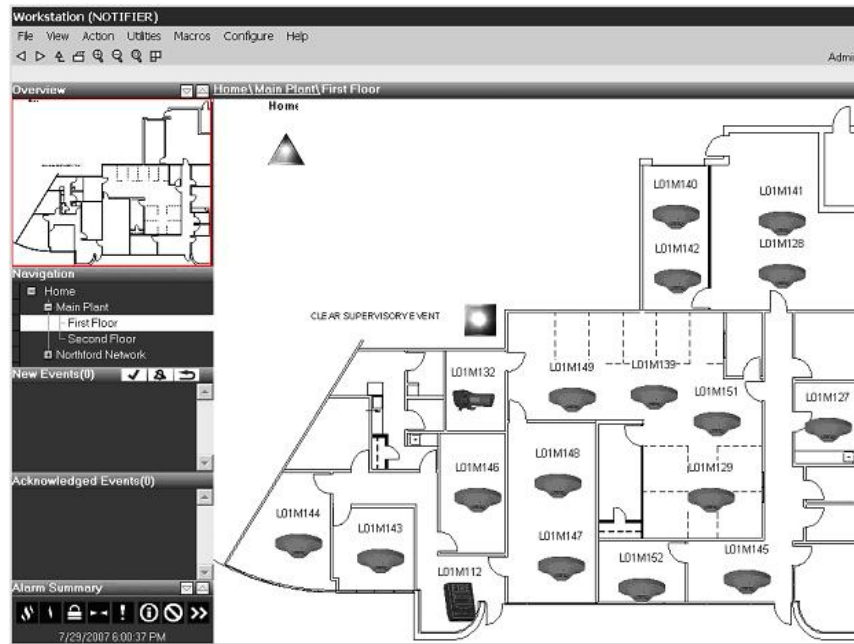 Workstation (NOTIFIER)
File View Action Utilities Macros Configure Help
Admi
Overview
Home\Main Plant\First Floor
Home
L01M140
L01M141
L01M142
L01M128
Navigation
Home
Main Plant
First Floor
Second Floor
Northford Network
CLEAR SUPERVISORY EVENT
New Events(0)
L01M132
L01M149
L01M139
L01M151
L01M127
L01M146
L01M148
L01M129
Acknowledged Events(0)
L01M144
L01M143
L01M147
L01M112
L01M152
L01M145
Alarm Summary
7/29/2007 6:00:37 PM